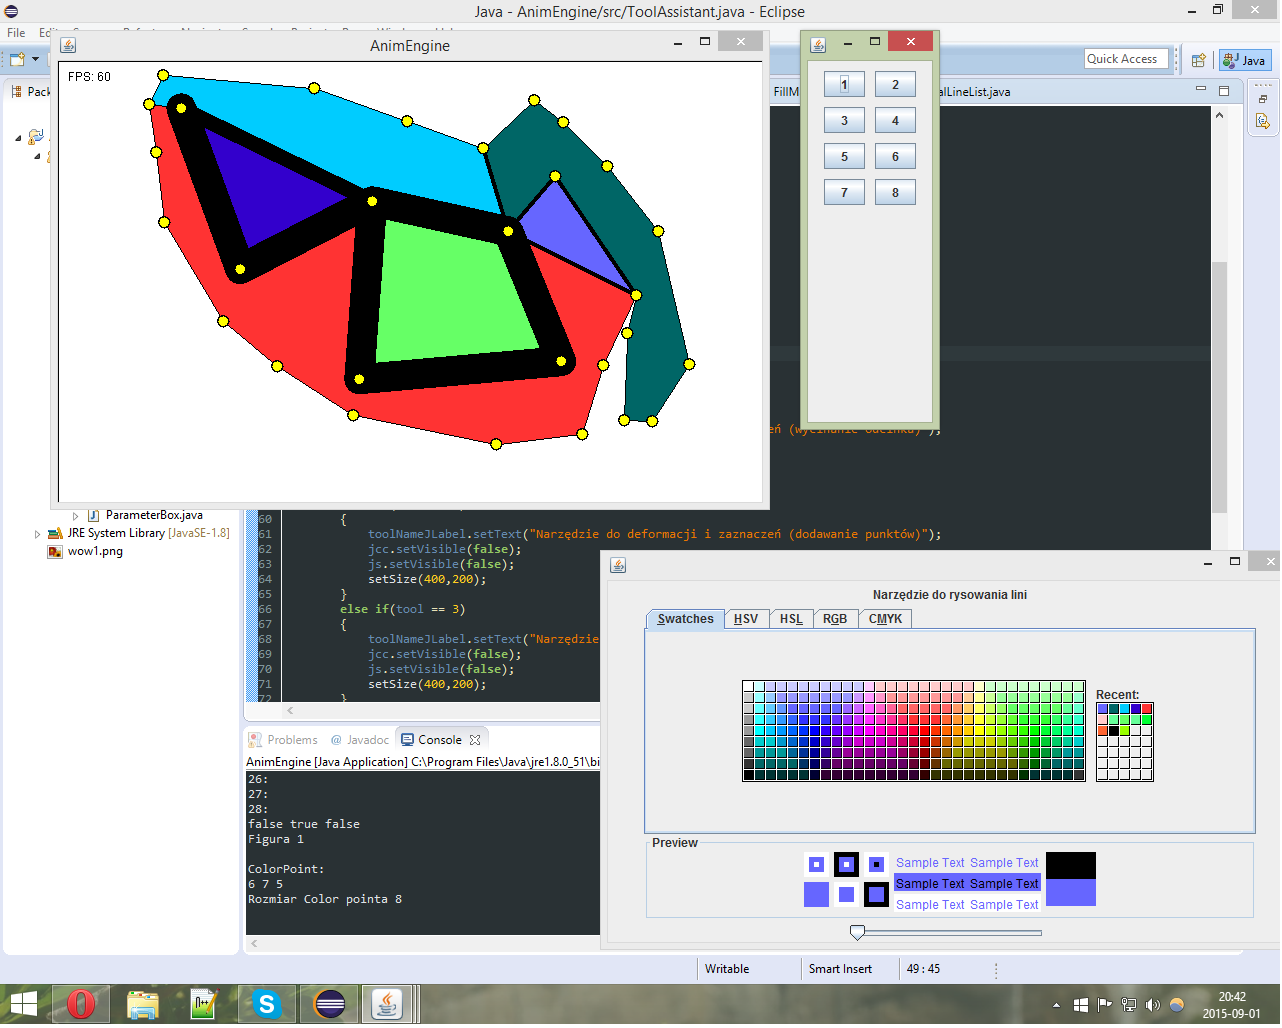 Java - AnimEngine/src/ToolAssistant.java - Eclipse
File
AnimEngine
FPS: 60
Quick Access
Java
Pack
FillM
alLineList.java
1
2
3
4
5
6
7
8
ParameterBox.java
JRE System Library [JavaSE-1.8]
wow1.png
60 {
61 toolNameJLabel.setText("Narzędzie do deformacji i zaznaczeń (dodawanie punktów)");
62 jcc.setVisible(false);
63 js.setVisible(false);
64 setSize(400,200);
65 }
66 else if(tool == 3)
67 {
68 toolNameJLabel.setText("Narzędzie
69 jcc.setVisible(false);
70 js.setVisible(false);
71 setSize(400,200);
72 }
Problems @ Javadoc Console
AnimEngine [Java Application] C:\Program Files\Java\jre1.8.0_51\bi
26:
27:
28:
false true false
Figura 1
ColorPoint:
6 7 5
Rozmiar Color pointa 8
Narzędzie do rysowania lini
Swatches HSV HSL RGB CMYK
Recent:
Preview
Sample Text Sample Text
Sample Text Sample Text
Sample Text Sample Text
Writable
Smart Insert
49 : 45
20:42
2015-09-01